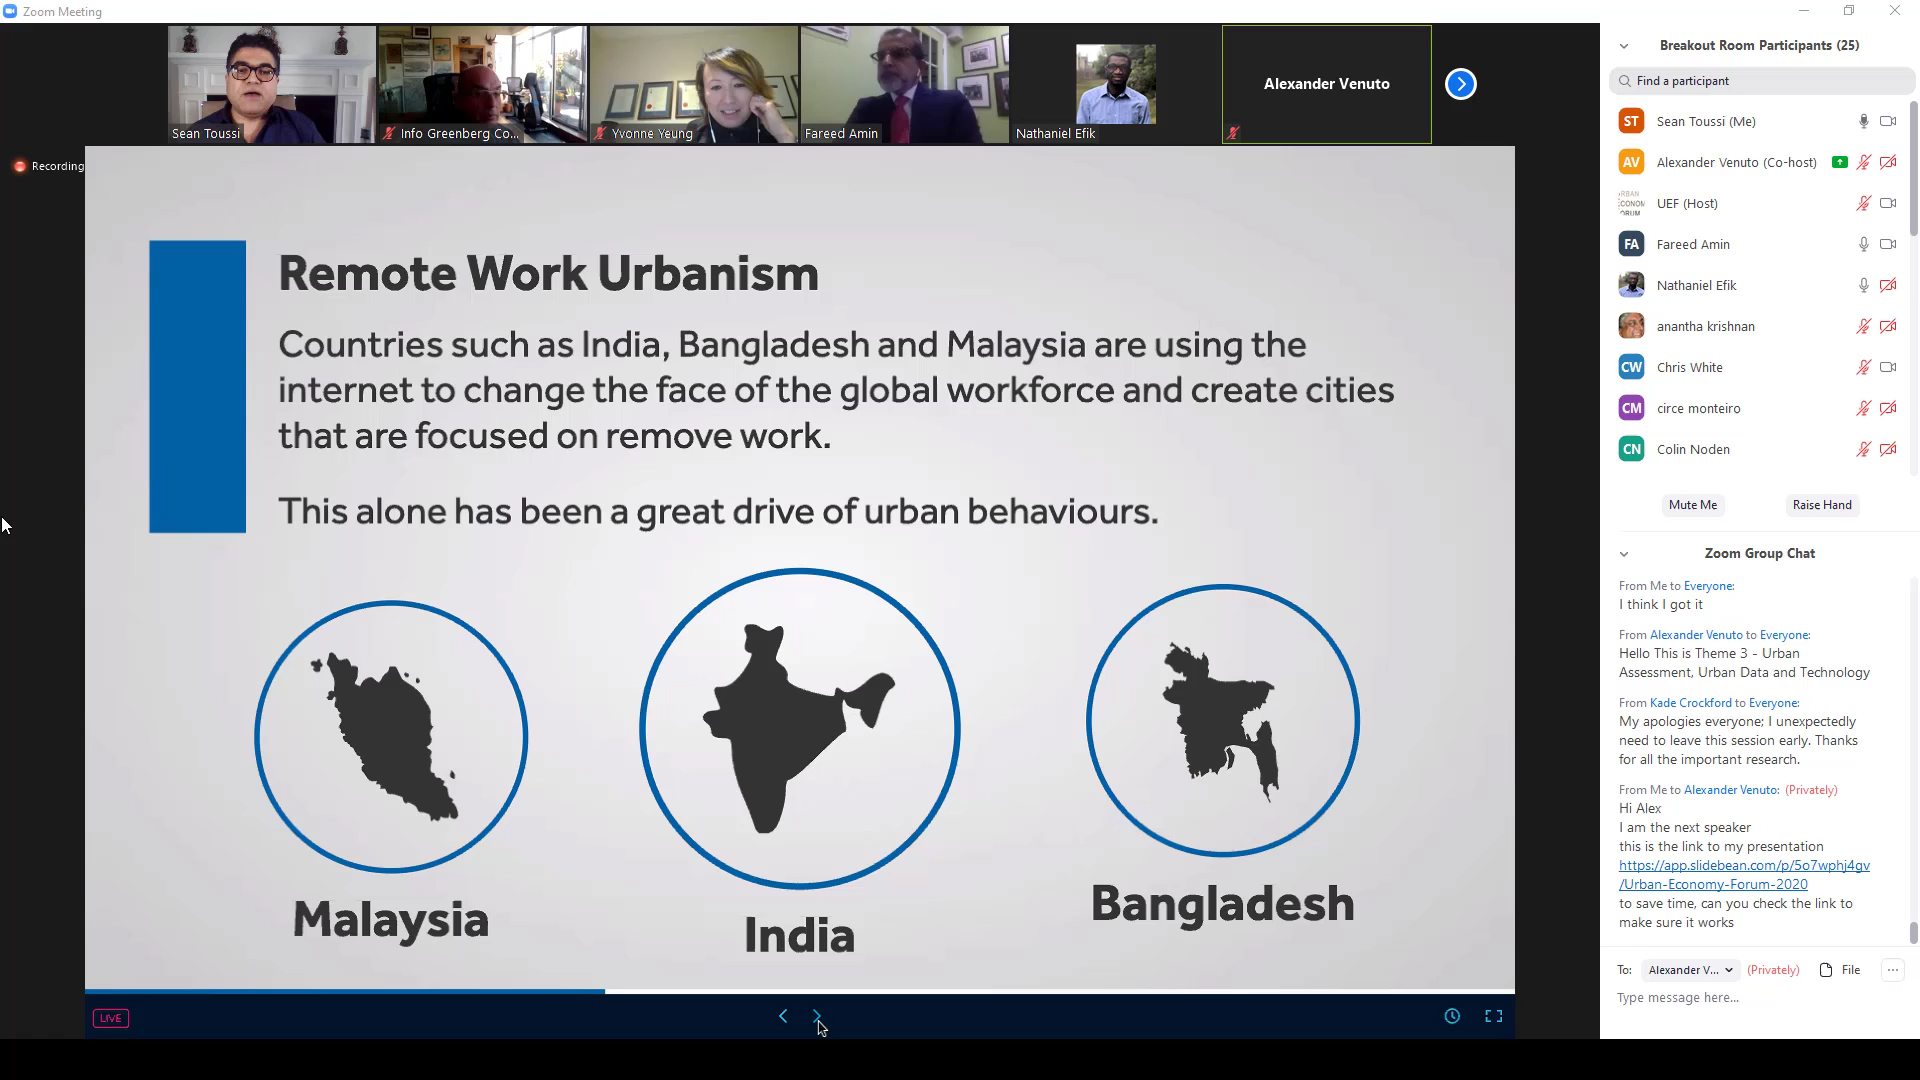 Zoom Meeting
Sean Toussi
Info Greenberg Co...
Yvonne Yeung
Fareed Amin
Nathaniel Efik
Alexander Venuto
Recording
Remote Work Urbanism
Countries such as India, Bangladesh and Malaysia are using the
internet to change the face of the global workforce and create cities
that are focused on remove work.
This alone has been a great drive of urban behaviours.
Malaysia
India
Bangladesh
LIVE
Breakout Room Participants (25)
Find a participant
ST Sean Toussi (Me)
AV Alexander Venuto (Co-host)
UEF (Host)
FA Fareed Amin
Nathaniel Efik
anantha krishnan
CW Chris White
CM circe monteiro
CN Colin Noden
Mute Me
Raise Hand
Zoom Group Chat
From Me to Everyone:
I think I got it
From Alexander Venuto to Everyone:
Hello This is Theme 3 - Urban
Assessment, Urban Data and Technology
From Kade Crockford to Everyone:
My apologies everyone; I unexpectedly
need to leave this session early. Thanks
for all the important research.
From Me to Alexander Venuto: (Privately)
Hi Alex
I am the next speaker
this is the link to my presentation
https://app.slidebean.com/p/5o7wphj4gv
/Urban-Economy-Forum-2020
to save time, can you check the link to
make sure it works
To: Alexander V... (Privately) File
Type message here...